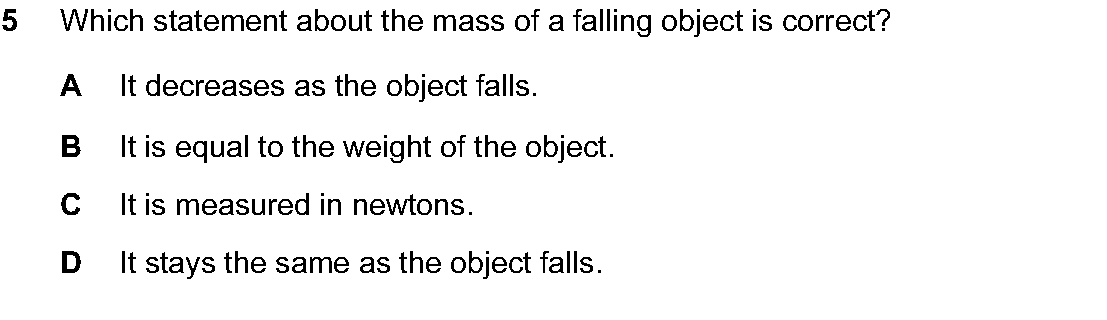 5 Which statement about the mass of a falling object is correct?
A It decreases as the object falls.
B It is equal to the weight of the object.
C It is measured in newtons.
D It stays the same as the object falls.